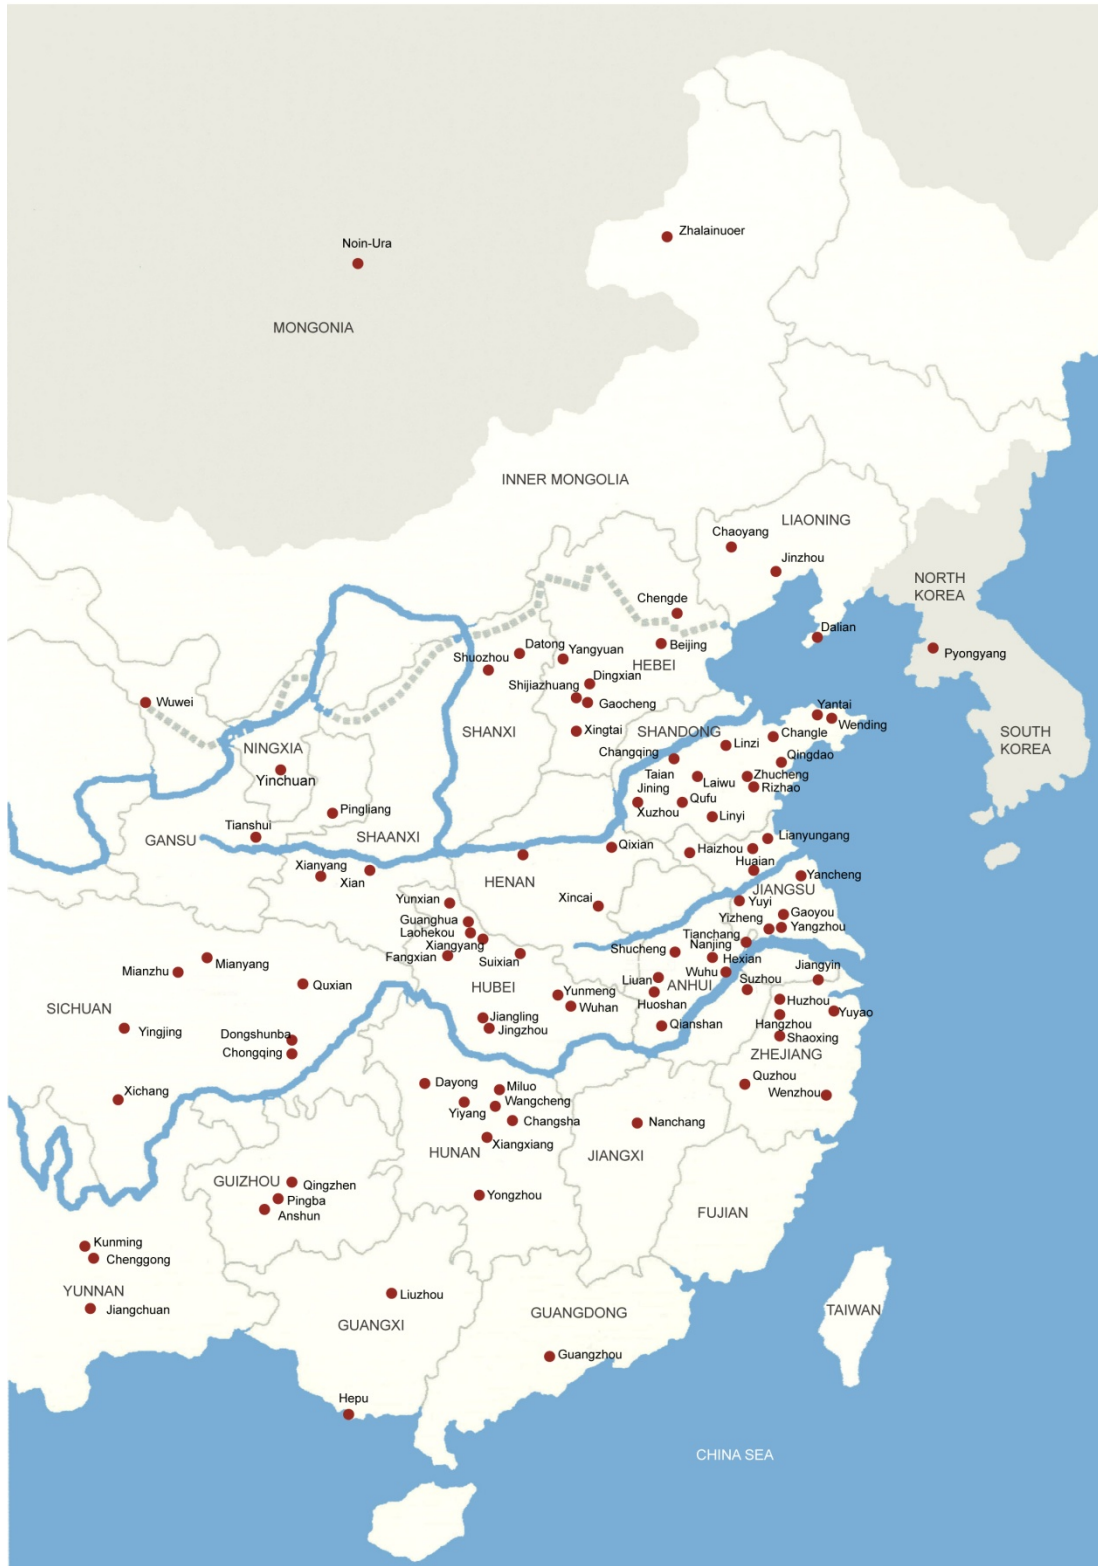 Zhalainuoer
Noin-Ura
MONGONIA
INNER MONGOLIA
LIAONING
Chaoyang
Jinzhou
NORTH
KOREA
Chengde
Dalian
Datong
Yangyuan
Beijing
Pyongyang
Shuozhou
HEBEI
Dingxian
Shijiazhuang
Gaocheng
Wuwei
Yantai
Wending
SHANXI
Xingtai
SHANDONG
Changle
SOUTH
KOREA
NINGXIA
Changqing
Linzi
Qingdao
Yinchuan
Taian
Laiwu
Zhucheng
Jining
Rizhao
Qufu
Xuzhou
Linyi
Pingliang
Tianshui
GANSU
SHAANXI
Lianyungang
Qixian
Haizhou
Huaian
Xianyang
Xian
HENAN
Yancheng
JIANGSU
Yunxian
Xincai
Yuyi
Guanghua
Yizheng
Gaoyou
Laohekou
Yangzhou
Xiangyang
Tianchang
Fangxian
Suixian
Shucheng
Nanjing
Hexian
Mianyang
Mianzhu
Jiangyin
Wuhu
Quxian
Liuan
Suzhou
HUBEI
ANHUI
Yunmeng
Huoshan
Huzhou
SICHUAN
Wuhan
Yuyao
Jiangling
Hangzhou
Yingjing
Jingzhou
Qianshan
Dongshunba
Shaoxing
Chongqing
ZHEJIANG
Quzhou
Dayong
Miluo
Xichang
Wenzhou
Yiyang
Wangcheng
Changsha
Nanchang
Xiangxiang
HUNAN
JIANGXI
GUIZHOU
Qingzhen
Pingba
Yongzhou
Anshun
FUJIAN
Kunming
Chenggong
YUNNAN
Liuzhou
Jiangchuan
GUANGDONG
TAIWAN
GUANGXI
Guangzhou
Hepu
CHINA SEA